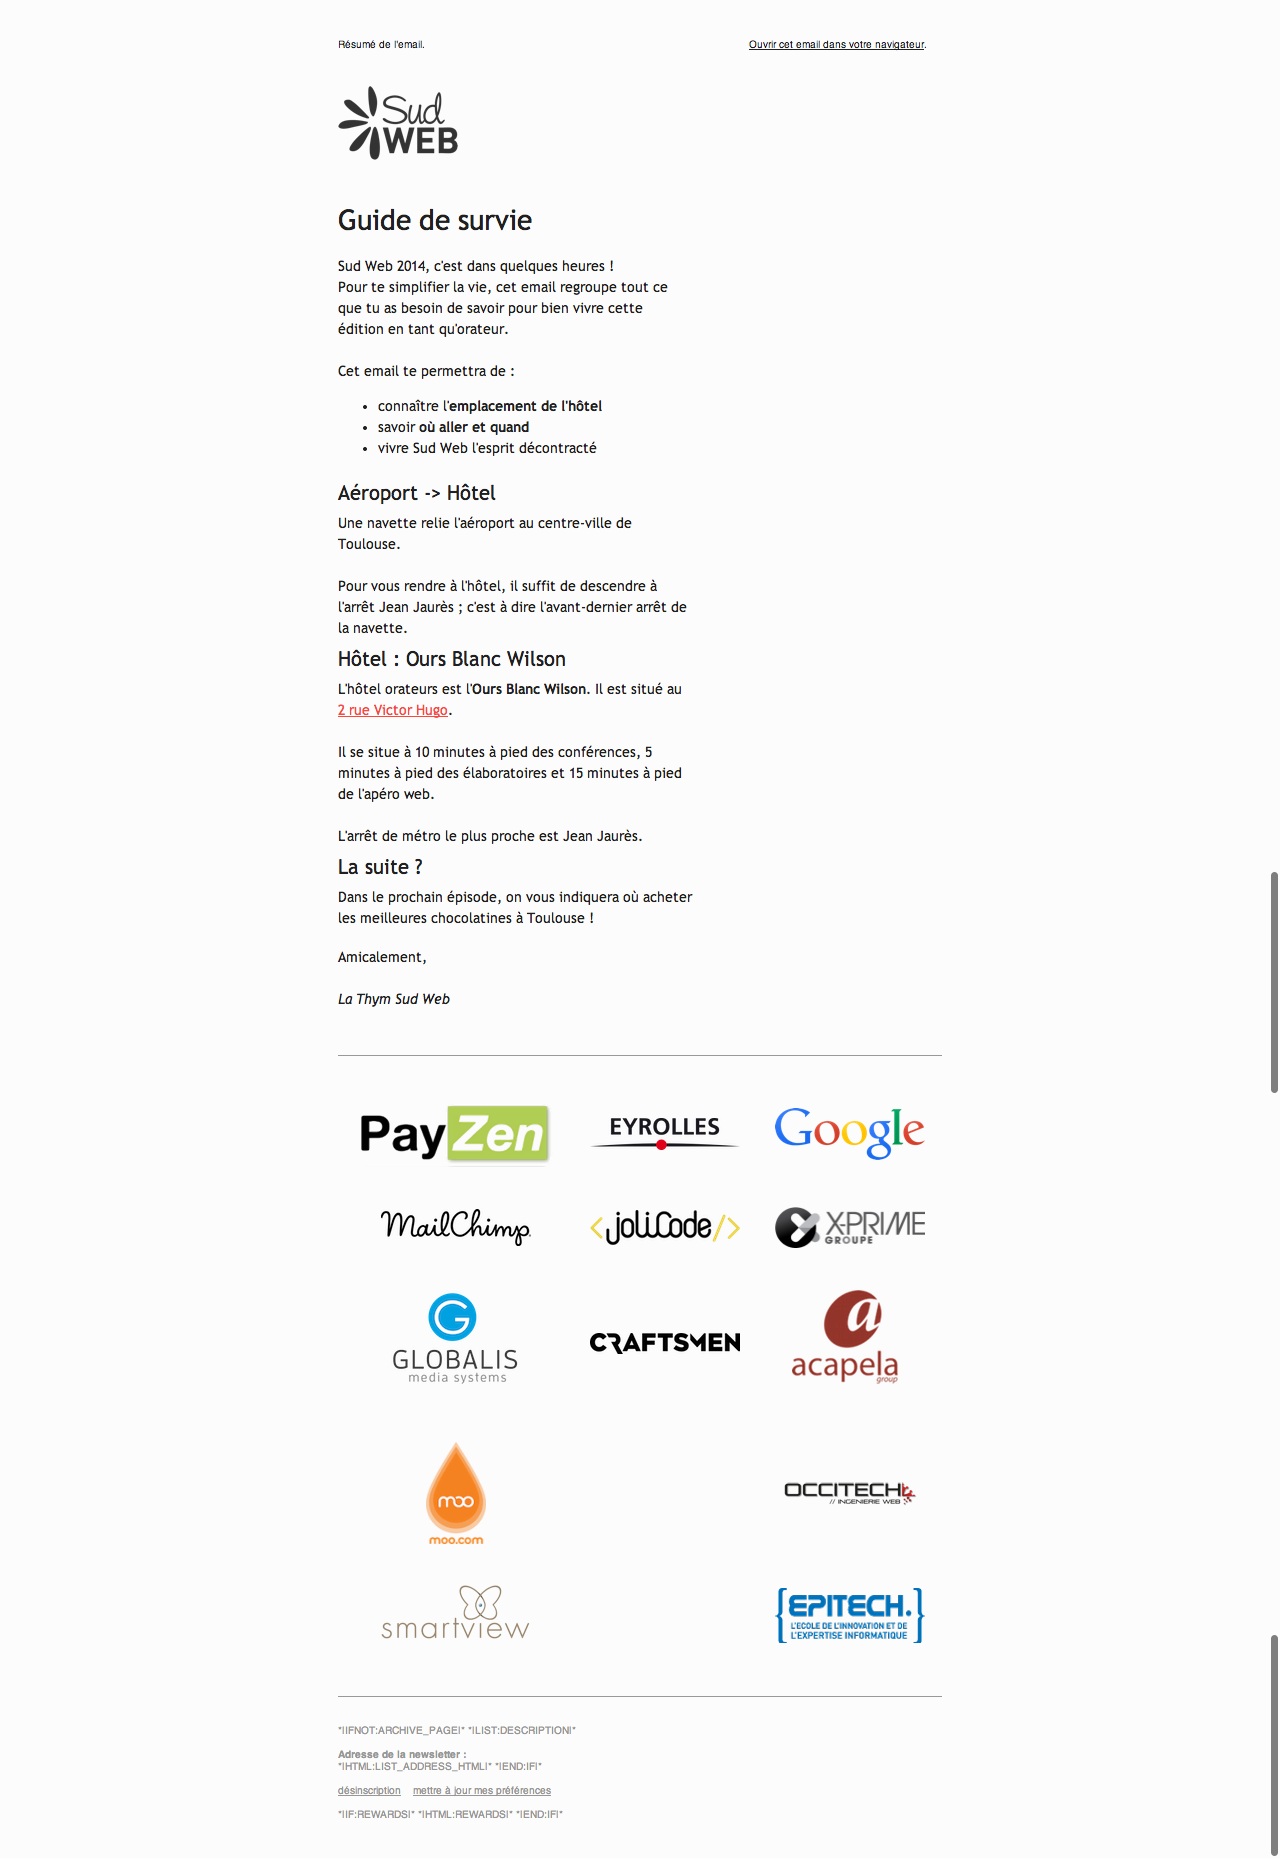 Résumé de l'email.
Ouvrir cet email dans votre navigateur.
Sud
WEB
Guide de survie
Sud Web 2014, c'est dans quelques heures !
Pour te simplifier la vie, cet email regroupe tout ce
que tu as besoin de savoir pour bien vivre cette
édition en tant qu'orateur.
Cet email te permettra de :
• connaître l'emplacement de l'hôtel
• savoir où aller et quand
• vivre Sud Web l'esprit décontracté
Aéroport -> Hôtel
Une navette relie l'aéroport au centre-ville de
Toulouse.
Pour vous rendre à l'hôtel, il suffit de descendre à
l'arrêt Jean Jaurès ; c'est à dire l'avant-dernier arrêt de
la navette.
Hôtel : Ours Blanc Wilson
L'hôtel orateurs est l'Ours Blanc Wilson. Il est situé au
2 rue Victor Hugo.
Il se situe à 10 minutes à pied des conférences, 5
minutes à pied des élaboratoires et 15 minutes à pied
de l'apéro web.
L'arrêt de métro le plus proche est Jean Jaurès.
La suite ?
Dans le prochain épisode, on vous indiquera où acheter
les meilleures chocolatines à Toulouse !
Amicalement,
La Thym Sud Web
PayZen
EYROLLES
Google
MailChimp
<joliCode/>
X-PRIME
GROUPE
G
GLOBALIS
media systems
CRAFTSMEN
a
acapela
group
moo
moo.com
OCCITECH
// INGENIERIE WEB
smartview
{EPITECH.}
L'ECOLE DE L'INNOVATION ET DE
L'EXPERTISE INFORMATIQUE
*|IFNOT:ARCHIVE_PAGE|* *|LIST:DESCRIPTION|*
Adresse de la newsletter :
*|HTML:LIST_ADDRESS_HTML|* *|END:IF|*
désinscription mettre à jour mes préférences
*|IF:REWARDS|* *|HTML:REWARDS|* *|END:IF|*